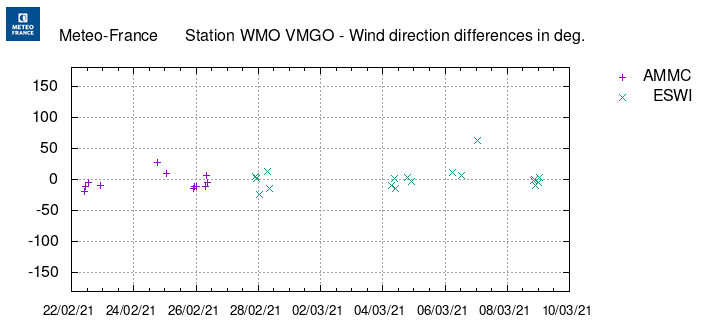 METEO
FRANCE
Meteo-France Station WMO VMGO - Wind direction differences in deg.
AMMC
ESWI
150
100
50
0
-50
-100
-150
22/02/21 24/02/21 26/02/21 28/02/21 02/03/21 04/03/21 06/03/21 08/03/21 10/03/21